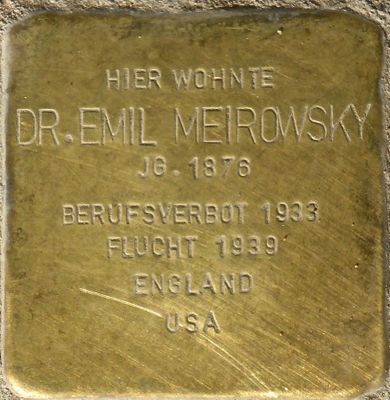 HIER WOHNTE
DR. EMIL MEIROWSKY
JG. 1876
BERUFSVERBOT 1933
FLUCHT 1939
ENGLAND
USA